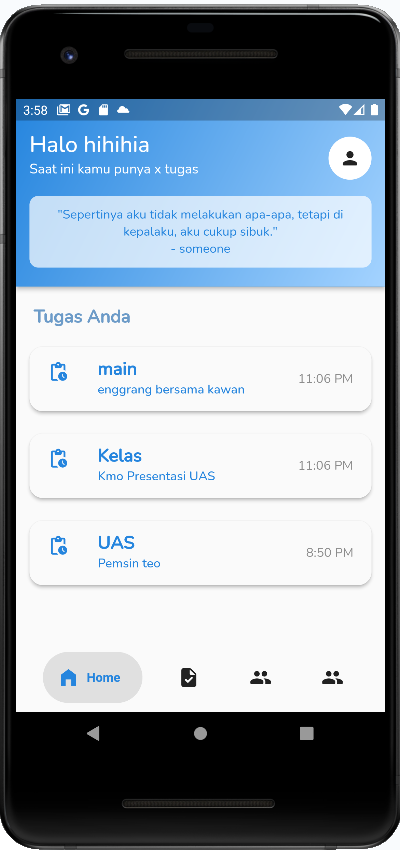 3:58
Halo hihihia
Saat ini kamu punya x tugas
"Sepertinya aku tidak melakukan apa-apa, tetapi di
kepalaku, aku cukup sibuk."
- someone
Tugas Anda
main
enggrang bersama kawan
11:06 PM
Kelas
Kmo Presentasi UAS
11:06 PM
UAS
Pemsin teo
8:50 PM
Home